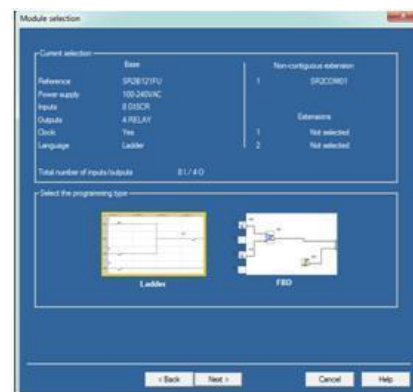 Module selection
Current selection
Base
Non-contiguous extension
Reference SR2B121FU 1 SR2COM01
Power supply 100-240VAC
Inputs 8 DISCR
Outputs 4 RELAY Extensions
Clock Yes 1 Not selected
Language Ladder 2 Not selected
Total number of inputs/outputs 8 I / 4 O
Select the programming type
Ladder FBD
< Back Next > Cancel Help